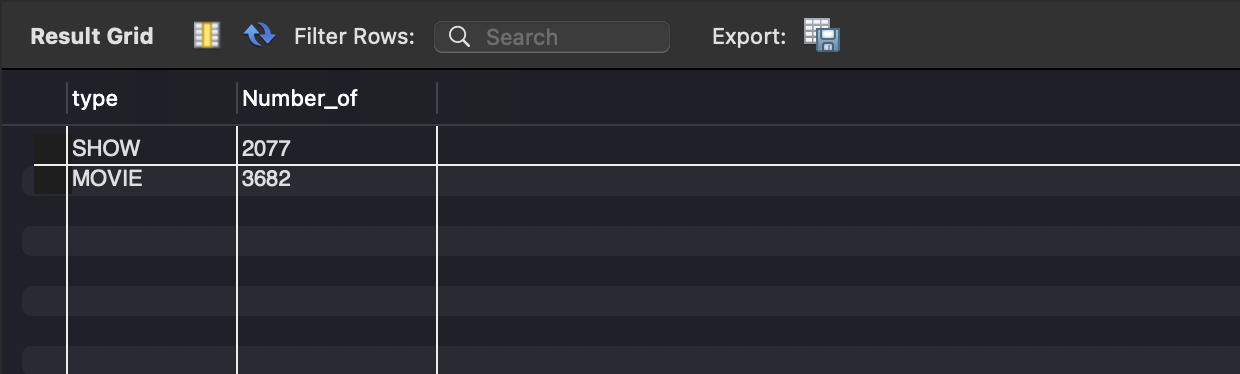 Result Grid Filter Rows: Search Export:
type Number_of
SHOW 2077
MOVIE 3682